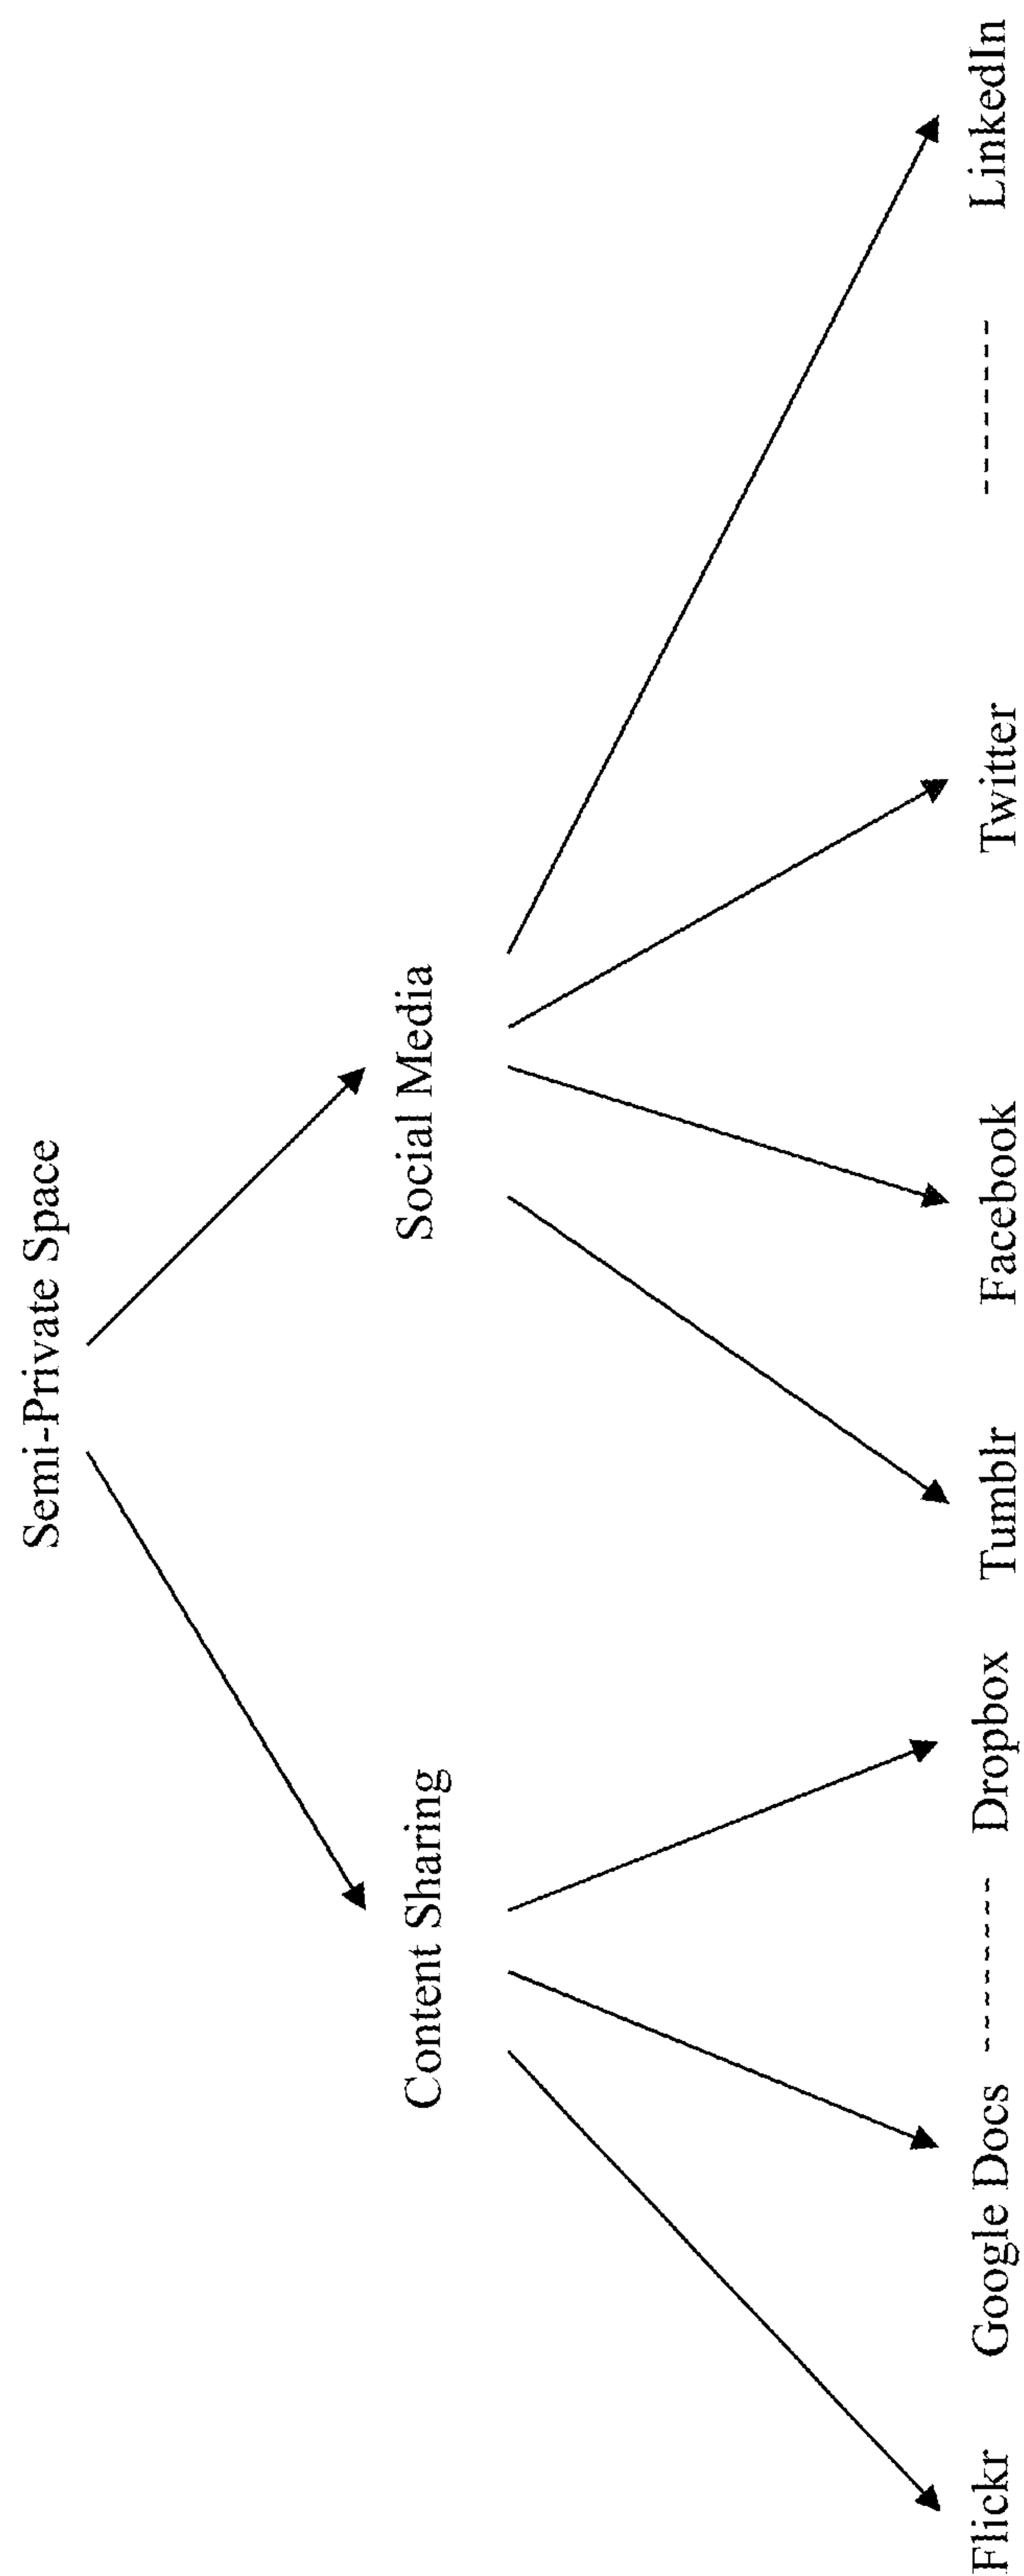 Semi-Private Space
Content Sharing
Social Media
Flickr
Google Docs
--------
Dropbox
Tumblr
Facebook
Twitter
--------
LinkedIn